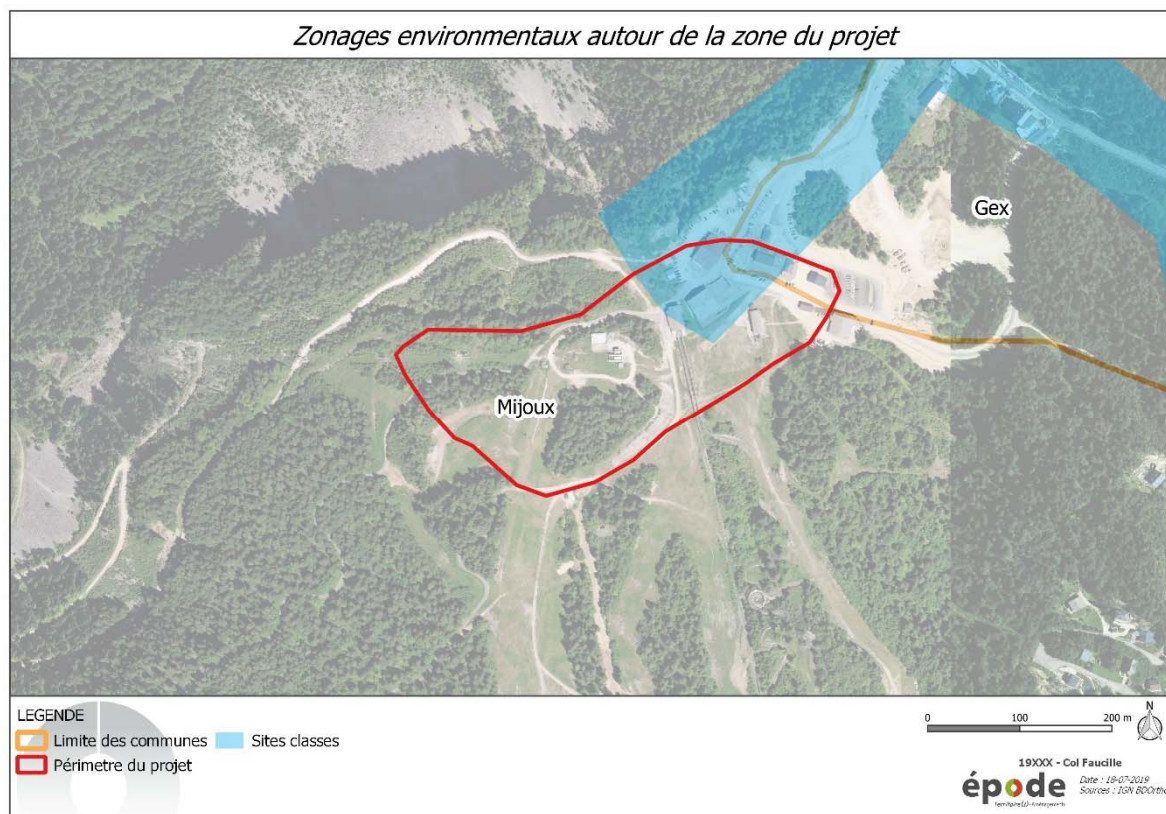 Zonages environmentaux autour de la zone du projet
Gex
Mijoux
LEGENDE
Limite des communes
Sites classes
Périmetre du projet
0 100 200 m
N
19XXX - Col Faucille
épode
Date : 18-07-2019
Sources : IGN BDOrtho